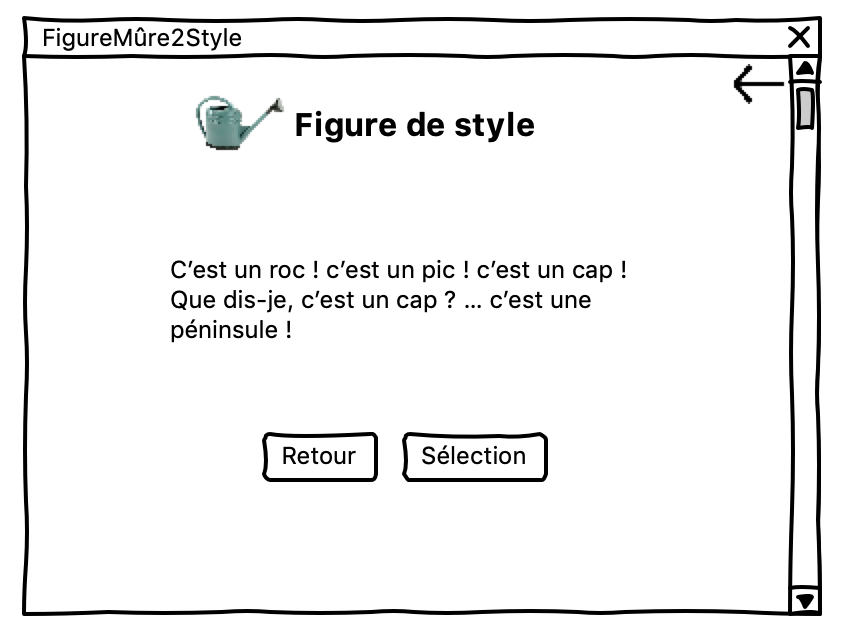 FigureMûre2Style
Figure de style
C’est un roc ! c’est un pic ! c’est un cap !
Que dis-je, c’est un cap ? ... c’est une
péninsule !
Retour
Sélection